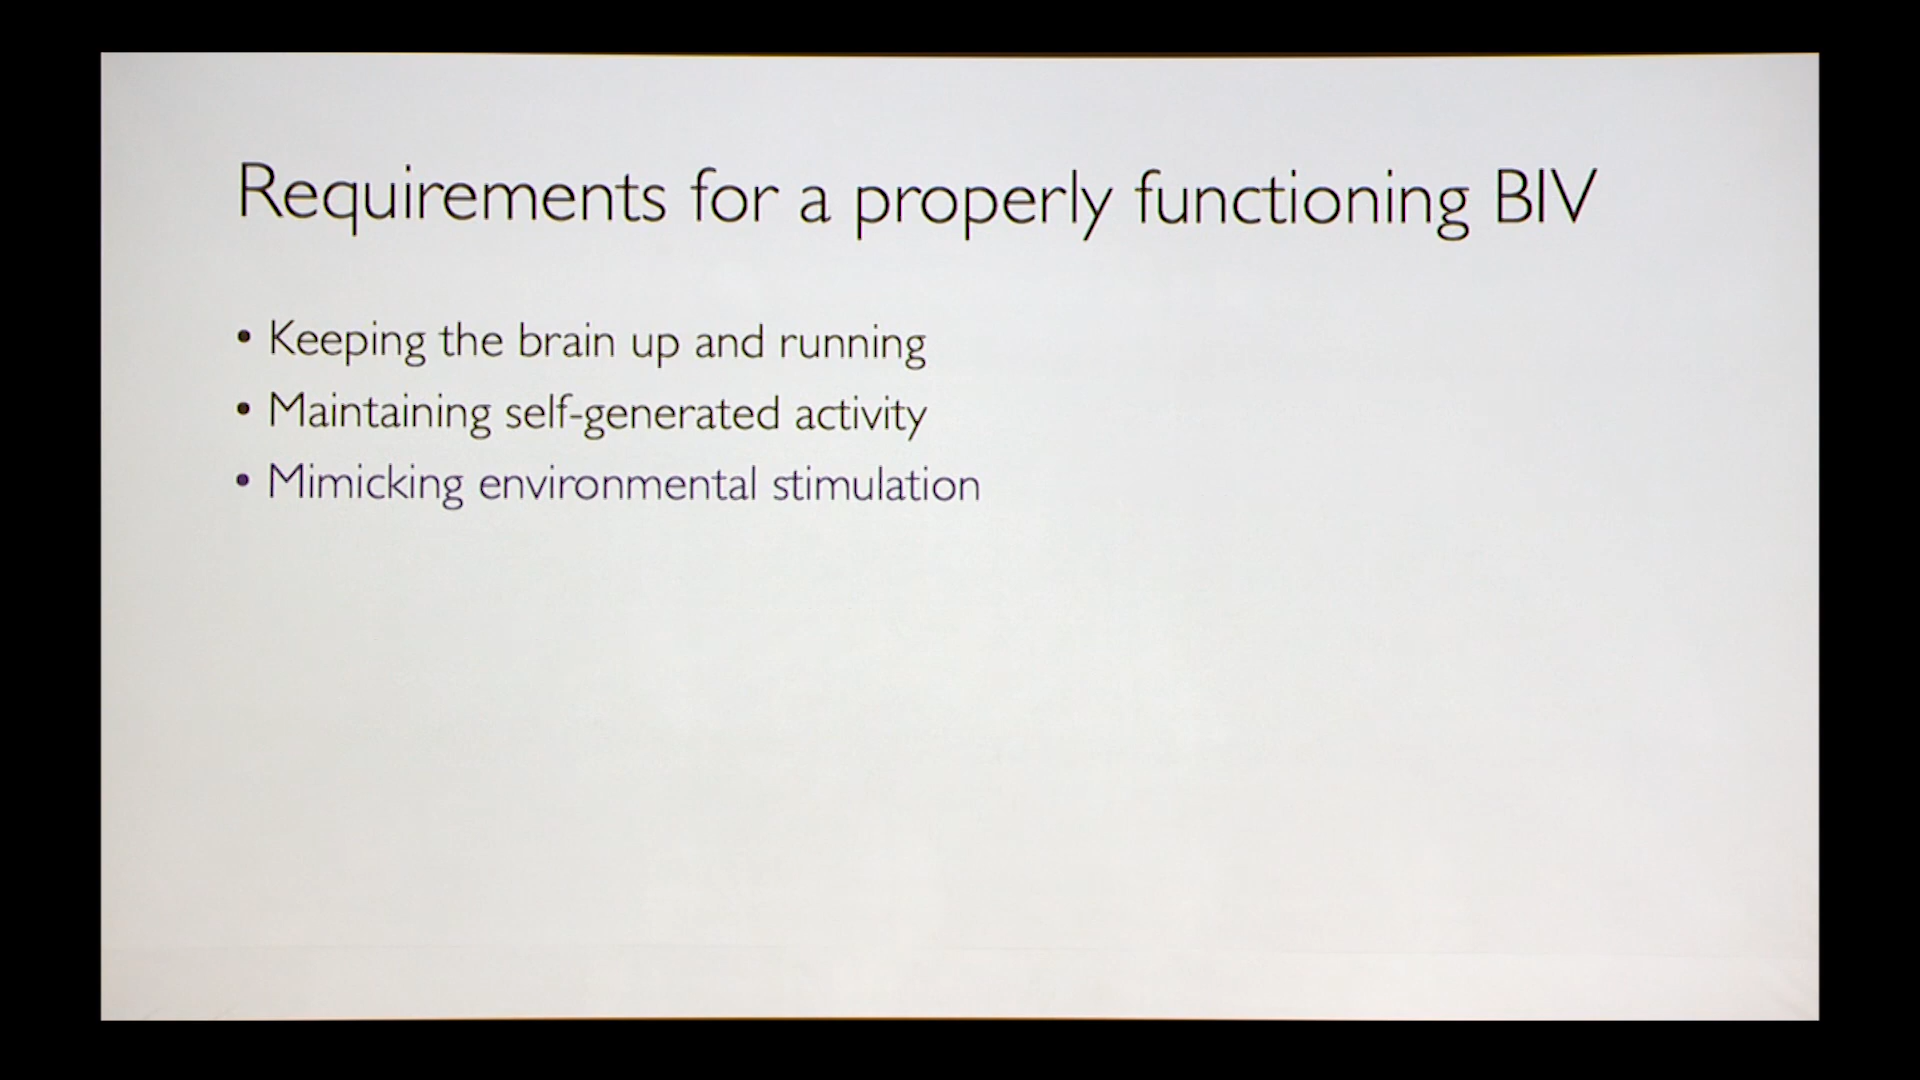 Requirements for a properly functioning BIV
• Keeping the brain up and running
• Maintaining self-generated activity
• Mimicking environmental stimulation